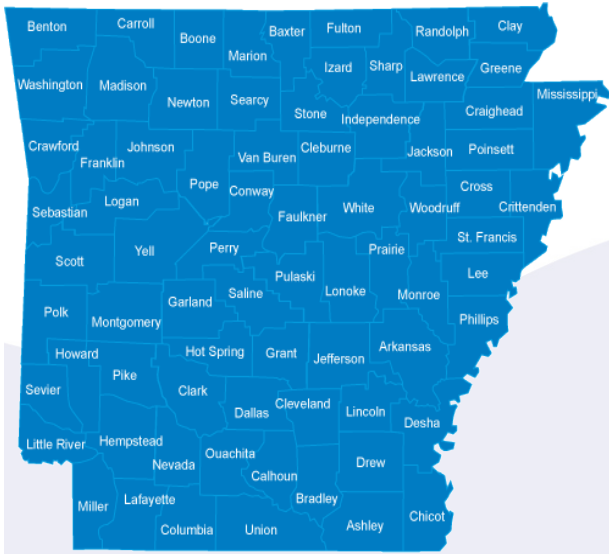 Benton
Carroll
Boone
Marion
Baxter
Fulton
Randolph
Clay
Izard
Sharp
Lawrence
Greene
Washington
Madison
Newton
Searcy
Stone
Independence
Craighead
Mississippi
Crawford
Franklin
Johnson
Van Buren
Cleburne
Jackson
Poinsett
Pope
Conway
Cross
Sebastian
Logan
Faulkner
White
Woodruff
Crittenden
Scott
Yell
Perry
Prairie
St. Francis
Pulaski
Lee
Saline
Lonoke
Monroe
Polk
Montgomery
Garland
Phillips
Howard
Hot Spring
Grant
Jefferson
Arkansas
Sevier
Pike
Clark
Dallas
Cleveland
Lincoln
Desha
Little River
Hempstead
Nevada
Ouachita
Calhoun
Drew
Miller
Lafayette
Columbia
Union
Bradley
Ashley
Chicot